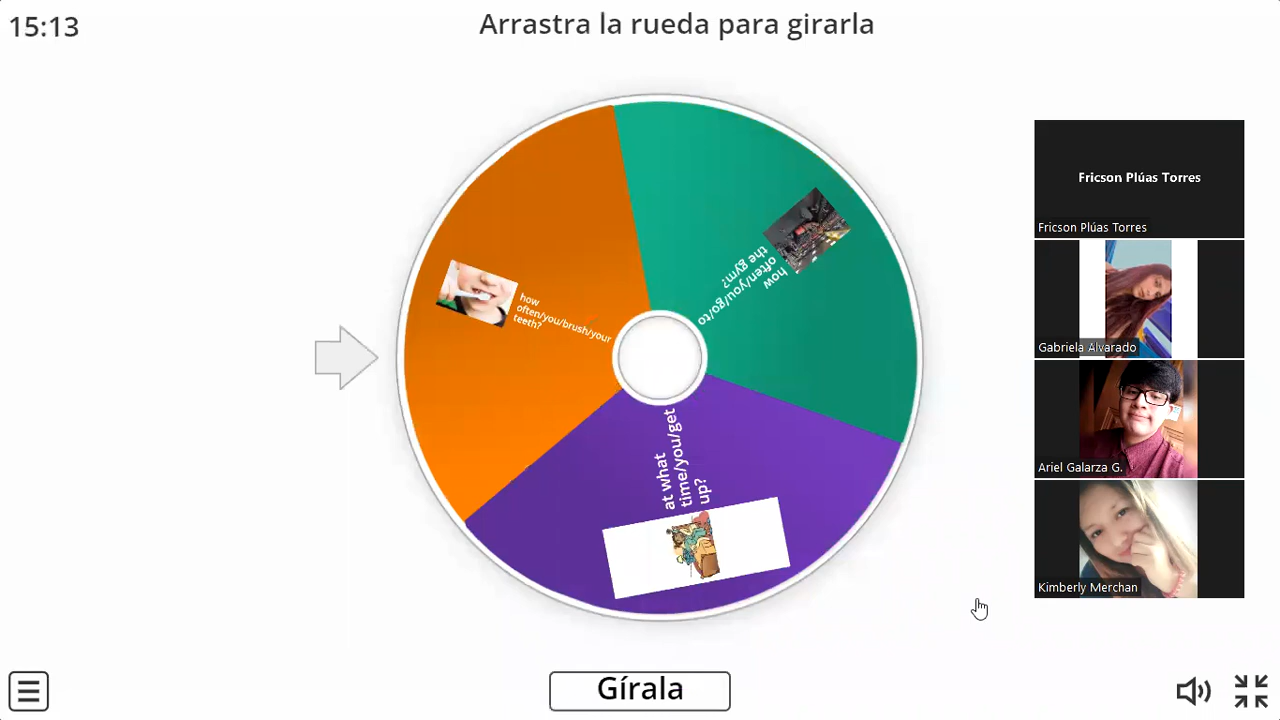 15:13
Arrastra la rueda para girarla
how
often/you/brush/your
teeth?
how
often/you/go/to
the gym?
at what
time/you/get
up?
Fricson Plúas Torres
Fricson Plúas Torres
Gabriela Alvarado
Ariel Galarza G.
Kimberly Merchan
Gírala